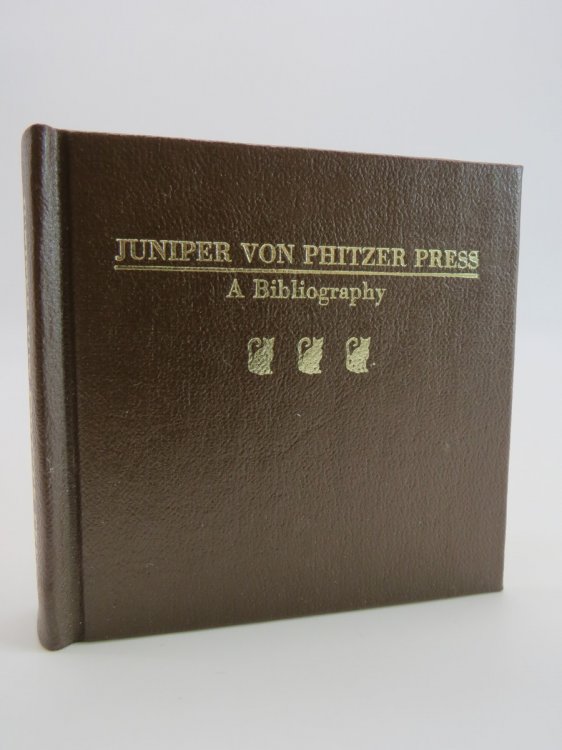 JUNIPER VON PHITZER PRESS
A Bibliography